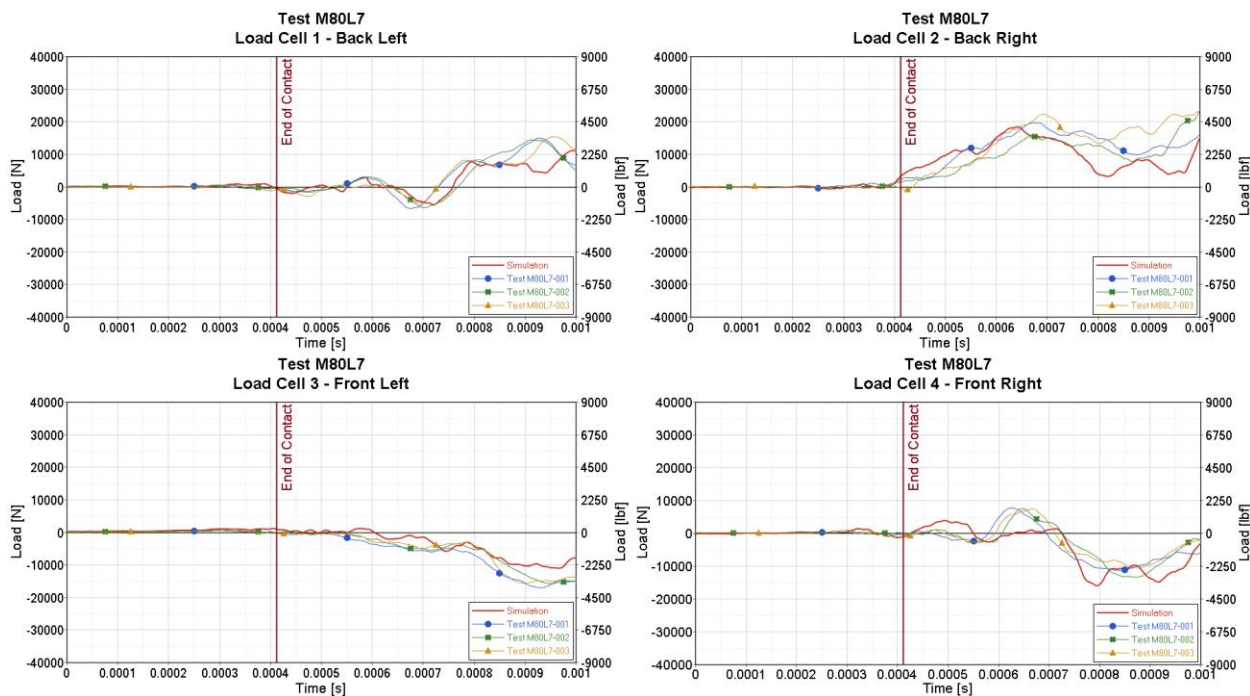 Test M80L7
Load Cell 1 - Back Left
40000
30000
20000
10000
0
-10000
-20000
-30000
-40000
Load [N]
9000
6750
4500
2250
0
-2250
-4500
-6750
-9000
Load [lbf]
End of Contact
Simulation
Test M80L7-001
Test M80L7-002
Test M80L7-003
0 0.0001 0.0002 0.0003 0.0004 0.0005 0.0006 0.0007 0.0008 0.0009 0.001
Time [s]
Test M80L7
Load Cell 2 - Back Right
40000
30000
20000
10000
0
-10000
-20000
-30000
-40000
Load [N]
9000
6750
4500
2250
0
-2250
-4500
-6750
-9000
Load [lbf]
End of Contact
Simulation
Test M80L7-001
Test M80L7-002
Test M80L7-003
0 0.0001 0.0002 0.0003 0.0004 0.0005 0.0006 0.0007 0.0008 0.0009 0.001
Time [s]
Test M80L7
Load Cell 3 - Front Left
40000
30000
20000
10000
0
-10000
-20000
-30000
-40000
Load [N]
9000
6750
4500
2250
0
-2250
-4500
-6750
-9000
Load [lbf]
End of Contact
Simulation
Test M80L7-001
Test M80L7-002
Test M80L7-003
0 0.0001 0.0002 0.0003 0.0004 0.0005 0.0006 0.0007 0.0008 0.0009 0.001
Time [s]
Test M80L7
Load Cell 4 - Front Right
40000
30000
20000
10000
0
-10000
-20000
-30000
-40000
Load [N]
9000
6750
4500
2250
0
-2250
-4500
-6750
-9000
Load [lbf]
End of Contact
Simulation
Test M80L7-001
Test M80L7-002
Test M80L7-003
0 0.0001 0.0002 0.0003 0.0004 0.0005 0.0006 0.0007 0.0008 0.0009 0.001
Time [s]